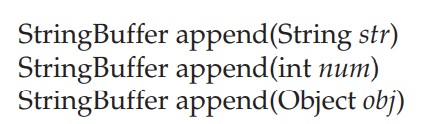 StringBuffer append(String str)
StringBuffer append(int num)
StringBuffer append(Object obj)